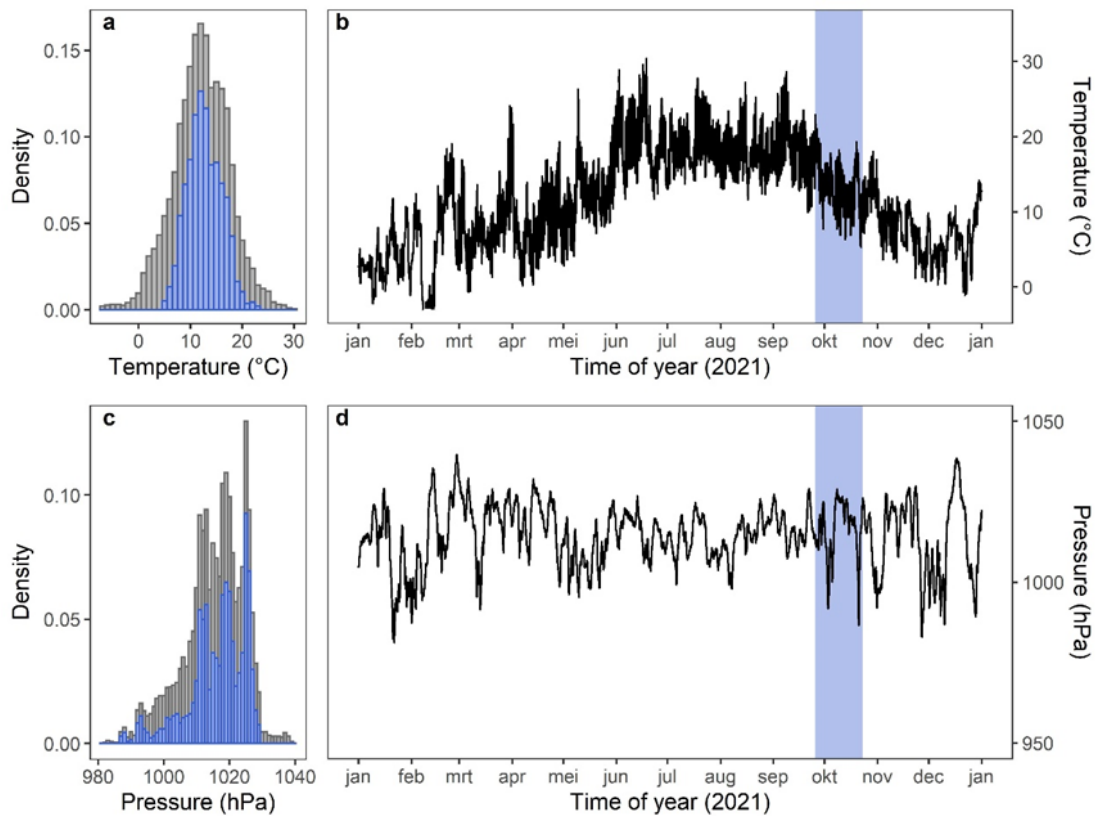 a
0.15
0.10
0.05
0.00
Density
0 10 20 30
Temperature (°C)
b
30
20
10
0
Temperature (°C)
jan feb mrt apr mei jun jul aug sep okt nov dec jan
Time of year (2021)
c
0.10
0.05
0.00
Density
980 1000 1020 1040
Pressure (hPa)
d
1050
1000
950
Pressure (hPa)
jan feb mrt apr mei jun jul aug sep okt nov dec jan
Time of year (2021)